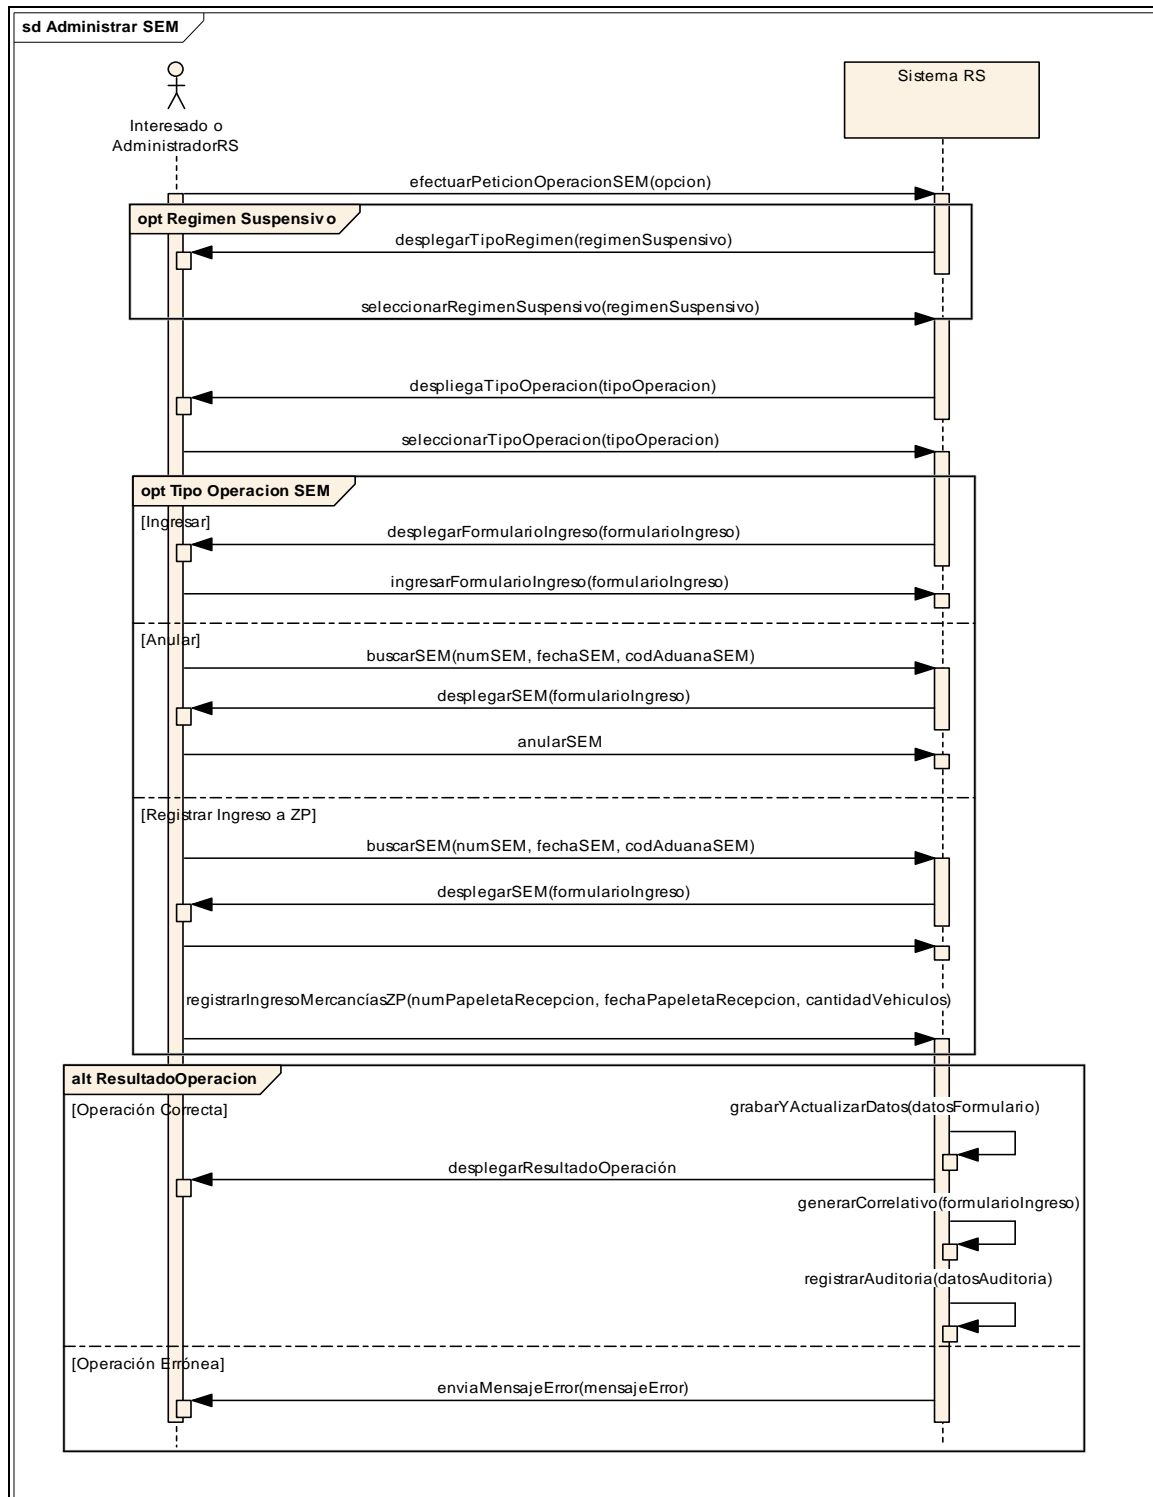 sd Administrar SEM
Interesado o
AdministradorRS
Sistema RS
efectuarPeticionOperacionSEM(opcion)
opt Regimen Suspensivo
desplegarTipoRegimen(regimenSuspensivo)
seleccionarRegimenSuspensivo(regimenSuspensivo)
despliegaTipoOperacion(tipoOperacion)
seleccionarTipoOperacion(tipoOperacion)
opt Tipo Operacion SEM
[Ingresar]
desplegarFormularioIngreso(formularioIngreso)
ingresarFormularioIngreso(formularioIngreso)
[Anular]
buscarSEM(numSEM, fechaSEM, codAduanaSEM)
desplegarSEM(formularioIngreso)
anularSEM
[Registrar Ingreso a ZP]
buscarSEM(numSEM, fechaSEM, codAduanaSEM)
desplegarSEM(formularioIngreso)
registrarIngresoMercancíasZP(numPapeletaRecepcion, fechaPapeletaRecepcion, cantidadVehiculos)
alt ResultadoOperacion
[Operación Correcta]
grabarYActualizarDatos(datosFormulario)
desplegarResultadoOperación
generarCorrelativo(formularioIngreso)
registrarAuditoria(datosAuditoria)
[Operación Errónea]
enviaMensajeError(mensajeError)